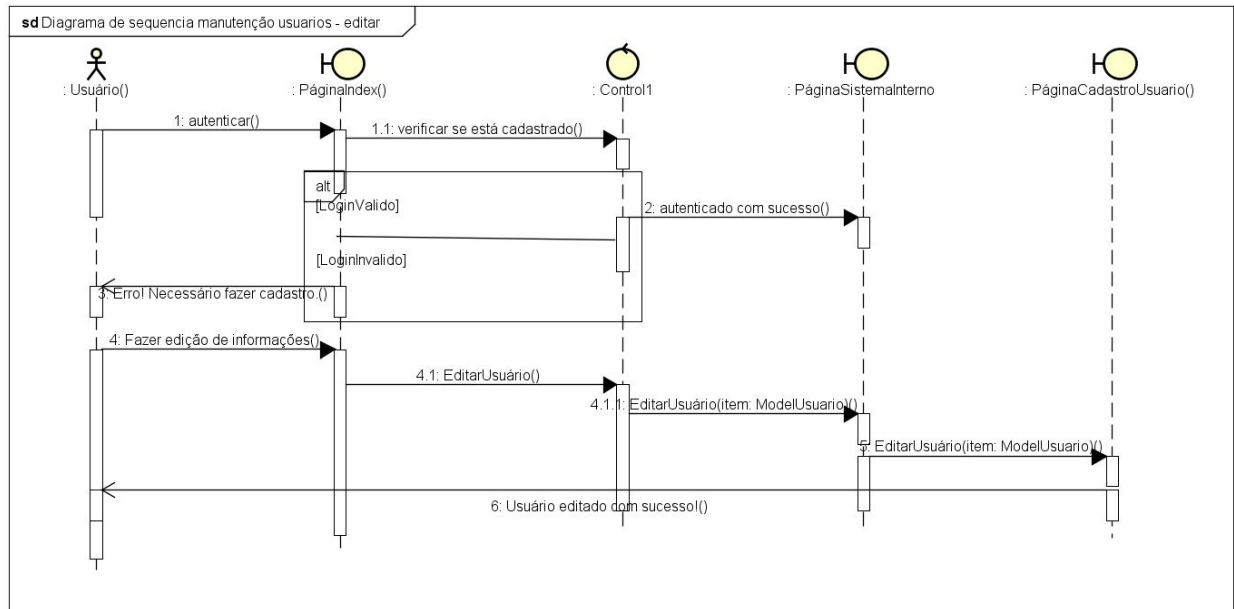 sd Diagrama de sequencia manutenção usuarios - editar
: Usuário()
: PáginaIndex()
: Control1
: PáginaSistemaInterno
: PáginaCadastroUsuario()
1: autenticar()
1.1: verificar se está cadastrado()
alt
[LoginValido]
2: autenticado com sucesso()
[LoginInvalido]
3: Erro! Necessário fazer cadastro.()
4: Fazer edição de informações()
4.1: EditarUsuário()
4.1.1: EditarUsuário(item: ModelUsuario)()
5: EditarUsuário(item: ModelUsuario)()
6: Usuário editado com sucesso!()